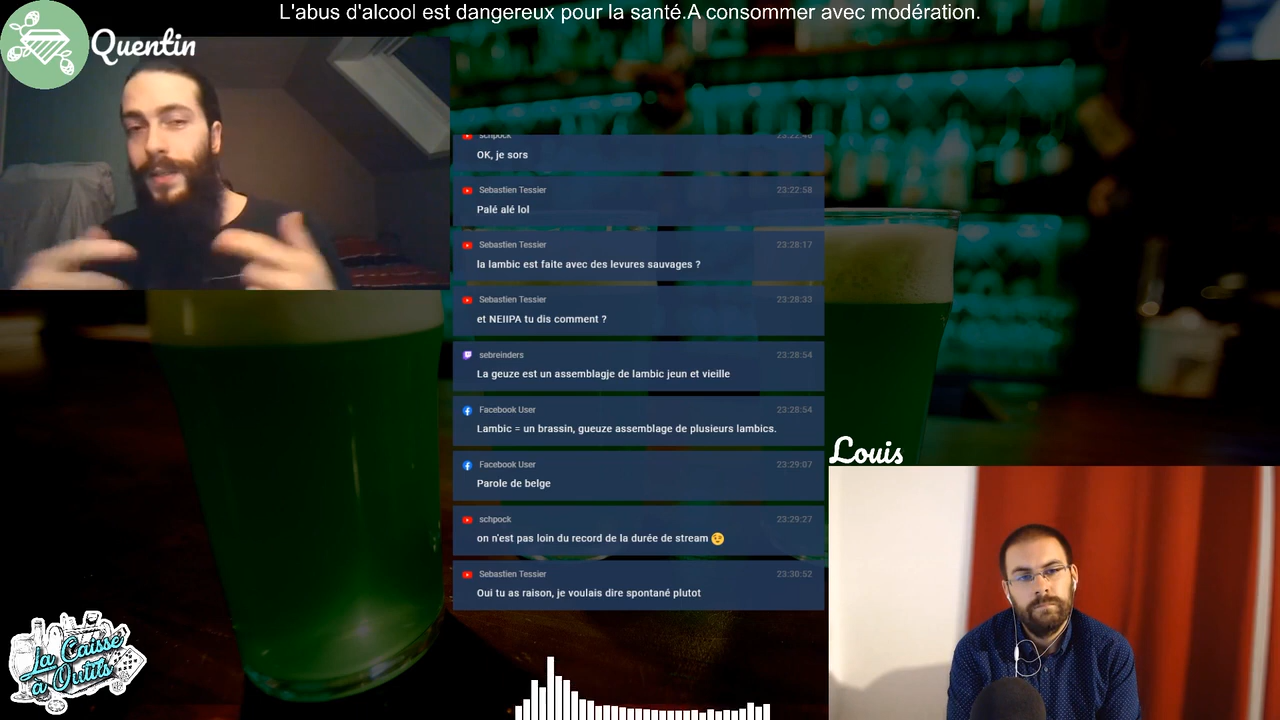 L'abus d'alcool est dangereux pour la santé.A consommer avec modération.
Quentin
schpock 23:22:48
OK, je sors
Sebastien Tessier 23:22:58
Palé alé lol
Sebastien Tessier 23:28:17
la lambic est faite avec des levures sauvages ?
Sebastien Tessier 23:28:33
et NEIIPA tu dis comment ?
sebreinders 23:28:54
La geuze est un assemblagje de lambic jeun et vieille
Facebook User 23:28:54
Lambic = un brassin, gueuze assemblage de plusieurs lambics.
Facebook User 23:29:07
Parole de belge
schpock 23:29:27
on n'est pas loin du record de la durée de stream 🤨
Sebastien Tessier 23:30:52
Oui tu as raison, je voulais dire spontané plutot
Louis
La Caisse
à Outils